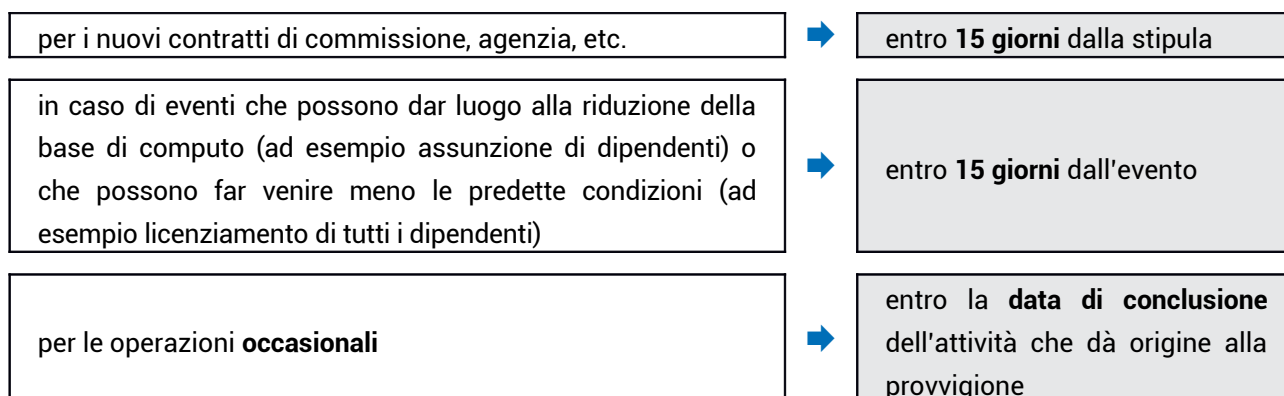 per i nuovi contratti di commissione, agenzia, etc.
entro 15 giorni dalla stipula
in caso di eventi che possono dar luogo alla riduzione della
base di computo (ad esempio assunzione di dipendenti) o
che possono far venire meno le predette condizioni (ad
esempio licenziamento di tutti i dipendenti)
entro 15 giorni dall'evento
per le operazioni occasionali
entro la data di conclusione
dell'attività che dà origine alla
provvigione